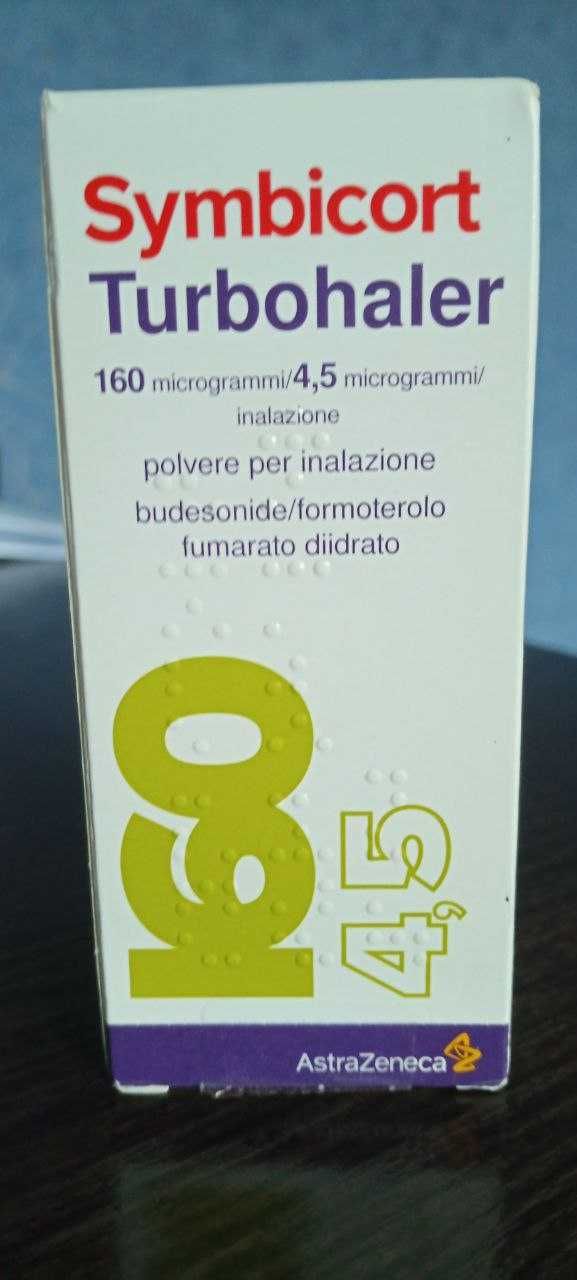 Symbicort
Turbohaler
160 microgrammi/4,5 microgrammi/
inalazione
polvere per inalazione
budesonide/formoterolo
fumarato diidrato
160
4,5
AstraZeneca